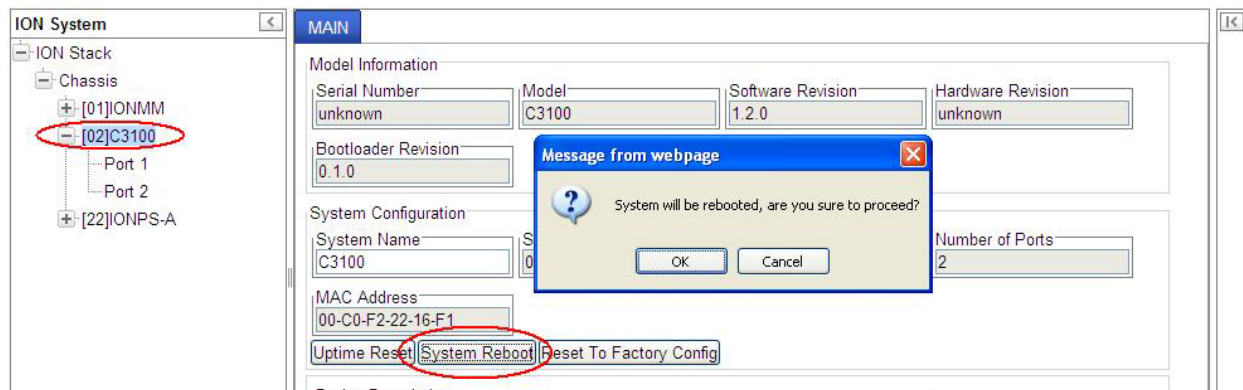 ION System
ION Stack
Chassis
[01]IONMM
[02]C3100
Port 1
Port 2
[22]IONPS-A
MAIN
Model Information
Serial Number Model Software Revision Hardware Revision
unknown C3100 1.2.0 unknown
Bootloader Revision
0.1.0
Message from webpage
System will be rebooted, are you sure to proceed?
OK Cancel
System Configuration
System Name Number of Ports
C3100 2
MAC Address
00-C0-F2-22-16-F1
Uptime Reset System Reboot Reset To Factory Config